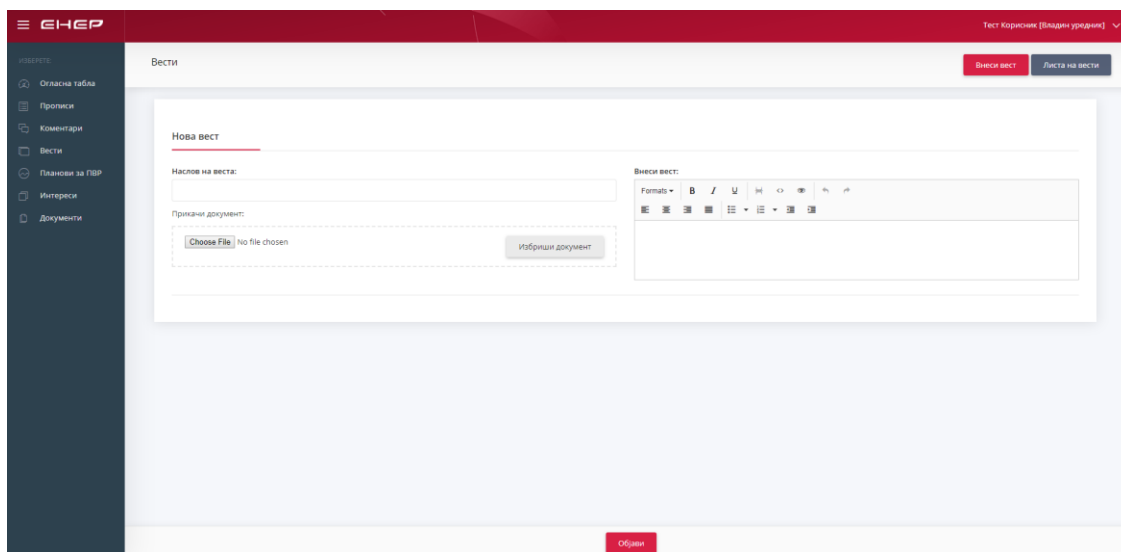 ЕНЕР
Тест Корисник [Владин уредник]
ИЗБЕРЕТЕ
Огласна табла
Прописи
Коментари
Вести
Планови за ПВР
Интереси
Документи
Вести
Внеси вест
Листа на вести
Нова вест
Наслов на веста:
Прикачи документ:
Choose File No file chosen
Избриши документ
Внеси вест:
Formats B I U
Објави